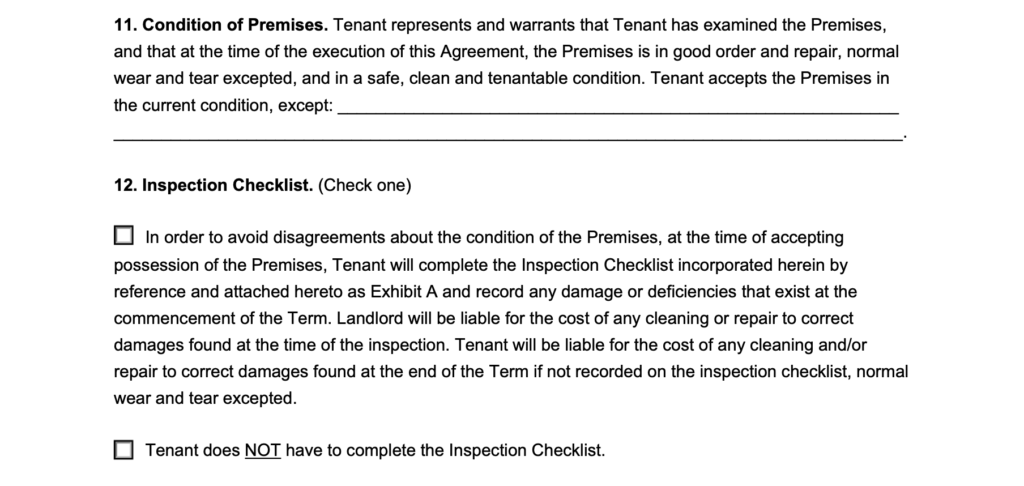 11. Condition of Premises. Tenant represents and warrants that Tenant has examined the Premises,
and that at the time of the execution of this Agreement, the Premises is in good order and repair, normal
wear and tear excepted, and in a safe, clean and tenantable condition. Tenant accepts the Premises in
the current condition, except: ______________________________
______________________________.
12. Inspection Checklist. (Check one)
☐ In order to avoid disagreements about the condition of the Premises, at the time of accepting
possession of the Premises, Tenant will complete the Inspection Checklist incorporated herein by
reference and attached hereto as Exhibit A and record any damage or deficiencies that exist at the
commencement of the Term. Landlord will be liable for the cost of any cleaning or repair to correct
damages found at the time of the inspection. Tenant will be liable for the cost of any cleaning and/or
repair to correct damages found at the end of the Term if not recorded on the inspection checklist, normal
wear and tear excepted.
☐ Tenant does NOT have to complete the Inspection Checklist.